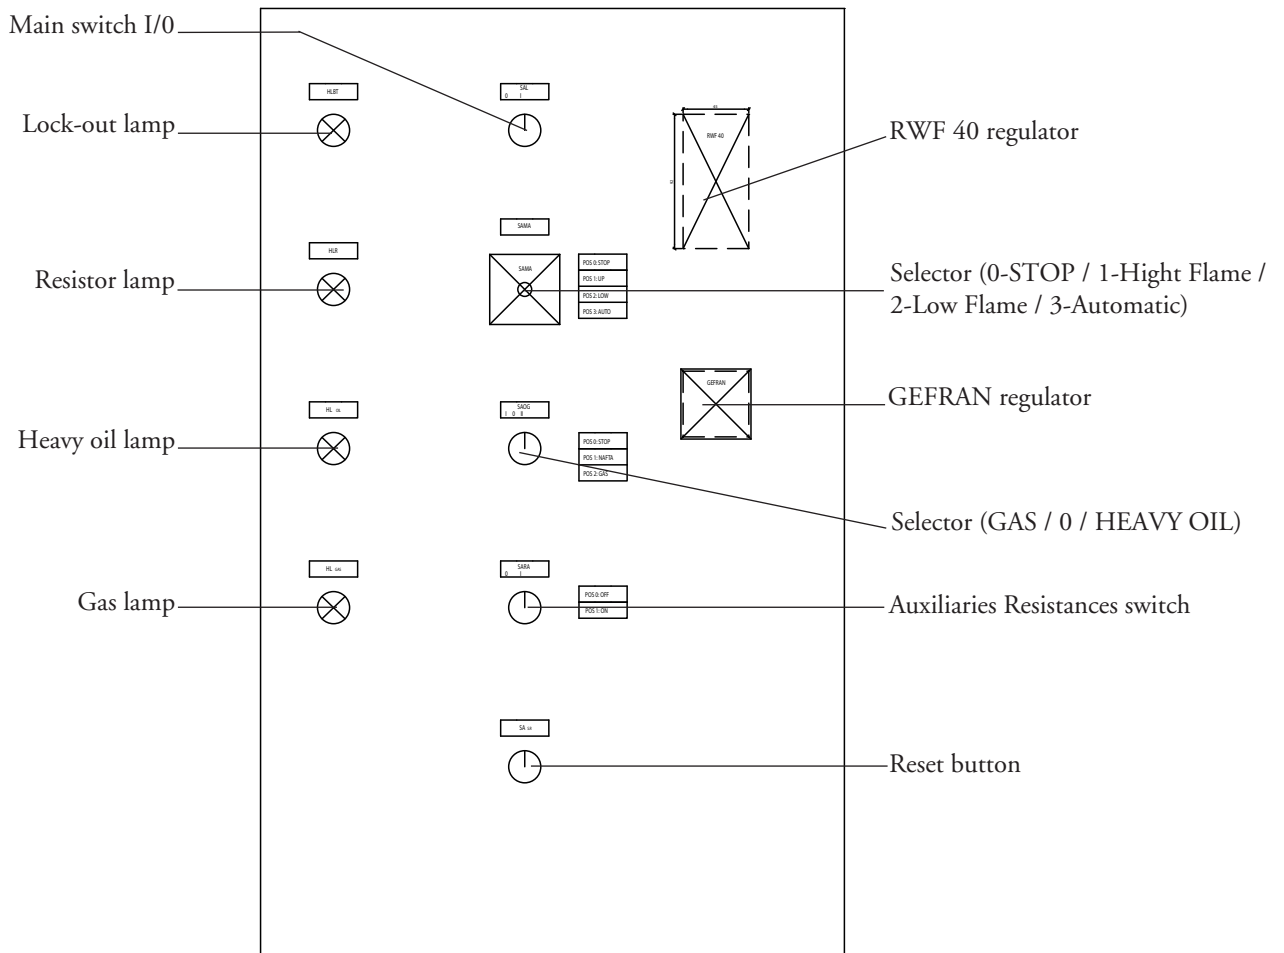 Main switch I/0
HLBT
SAL
0 I
Lock-out lamp
RWF 40
RWF 40 regulator
SAMA
HLR
Resistor lamp
SAMA
POS 0: STOP
POS 1: UP
POS 2: LOW
POS 3: AUTO
Selector (0-STOP / 1-Hight Flame /
2-Low Flame / 3-Automatic)
GEFRAN
GEFRAN regulator
HL OIL
SAOG
I 0 II
Heavy oil lamp
POS 0: STOP
POS 1: NAFTA
POS 2: GAS
Selector (GAS / 0 / HEAVY OIL)
HL GAS
SARA
0 I
Gas lamp
POS 0: OFF
POS 1: ON
Auxiliaries Resistances switch
SA
Reset button